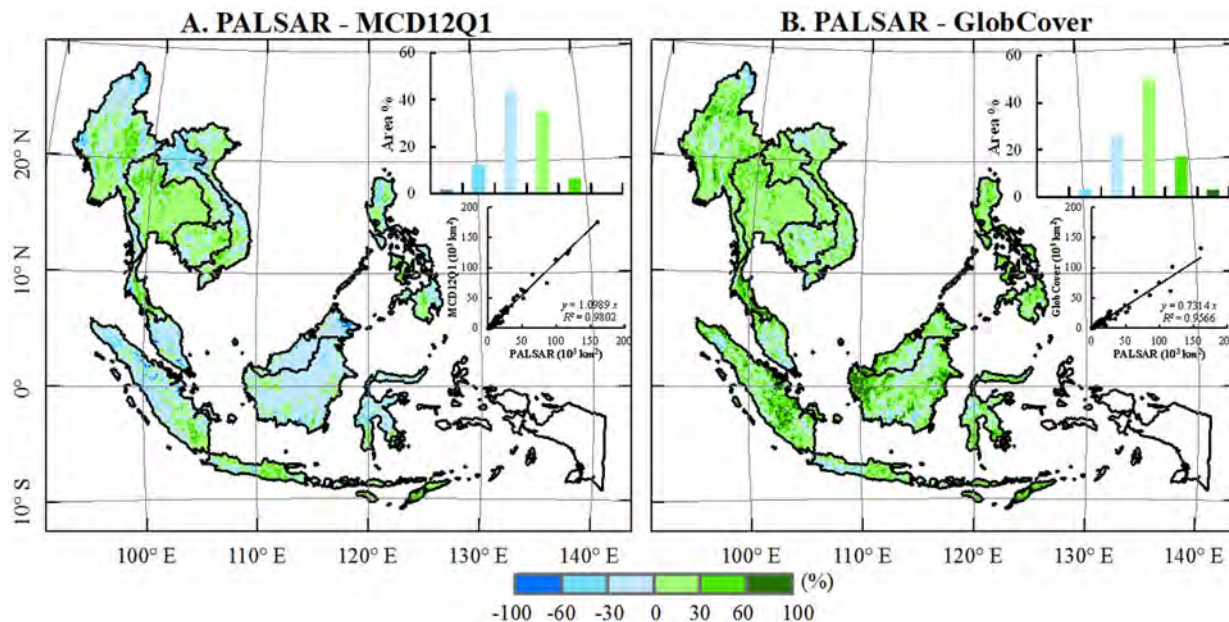 A. PALSAR - MCD12Q1
B. PALSAR - GlobCover
60
40
20
0
Area %
60
40
20
0
Area %
20° N
10° N
0°
10° S
200
150
100
50
0
MCD12Q1 (10³ km²)
y = 1.0989 x
R² = 0.9802
0 50 100 150 200
PALSAR (10³ km²)
200
150
100
50
0
GlobCover (10³ km²)
y = 0.7314 x
R² = 0.9566
0 50 100 150 200
PALSAR (10³ km²)
100° E 110° E 120° E 130° E 140° E
100° E 110° E 120° E 130° E 140° E
(%)
-100 -60 -30 0 30 60 100